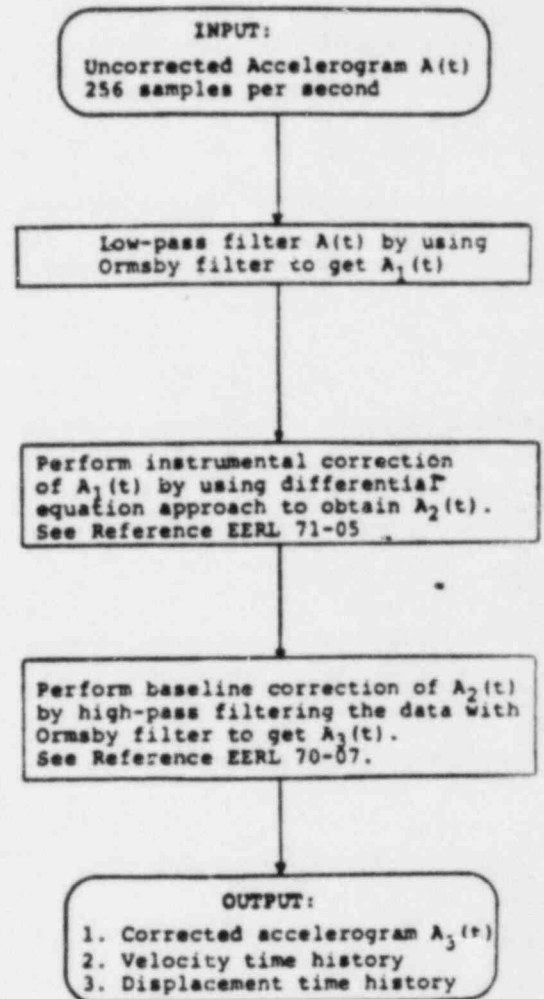 INPUT:
Uncorrected Accelerogram A(t)
256 samples per second
Low-pass filter A(t) by using
Ormsby filter to get A₁(t)
Perform instrumental correction
of A₁(t) by using differential
equation approach to obtain A₂(t).
See Reference EERL 71-05
Perform baseline correction of A₂(t)
by high-pass filtering the data with
Ormsby filter to get A₃(t).
See Reference EERL 70-07.
OUTPUT:
1. Corrected accelerogram A₃(t)
2. Velocity time history
3. Displacement time history